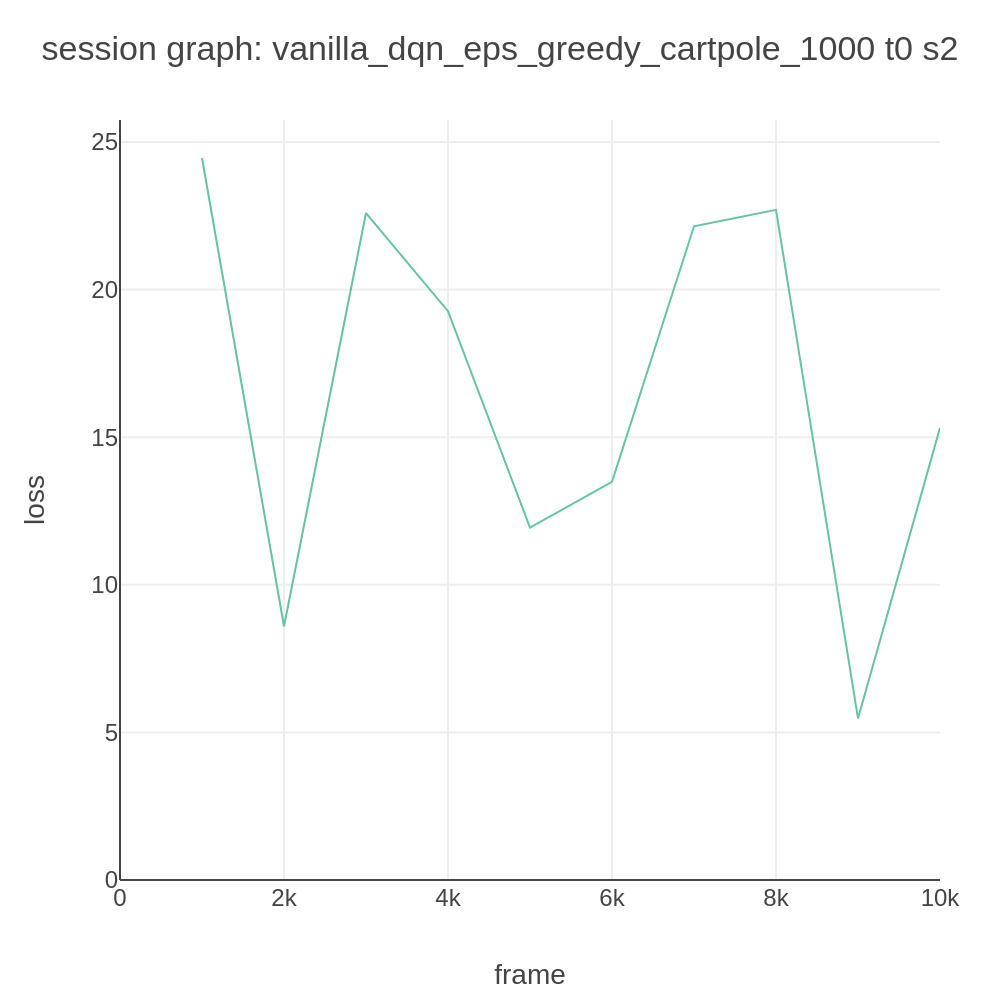 session graph: vanilla_dqn_eps_greedy_cartpole_1000 t0 s2
25
20
15
10
5
0
loss
0 2k 4k 6k 8k 10k
frame